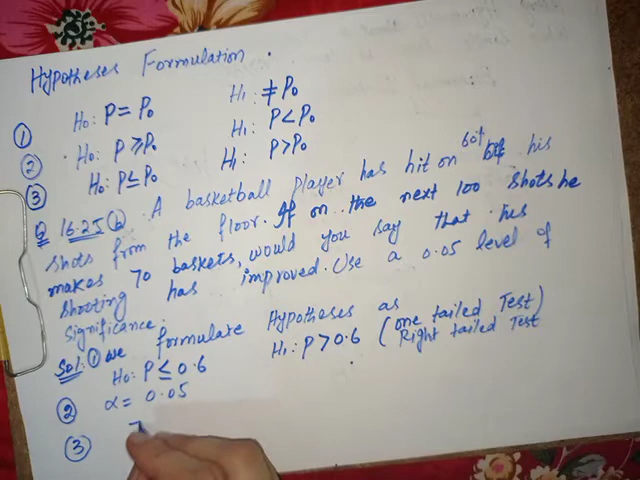 Hypotheses Formulation.
① H₀: P = P₀ H₁: ≠ P₀
② H₀: P ≥ P₀ H₁: P < P₀
③ H₀: P ≤ P₀ H₁: P > P₀
Q 16.25(b) A basketball player has hit on 60% of his
shots from the floor. If on the next 100 shots he
makes 70 baskets, would you say that his
shooting has improved. Use a 0.05 level of
significance.
Sol: ① we formulate Hypotheses as
H₀: P ≤ 0.6 H₁: P > 0.6 (one tailed Test)
Right tailed Test
② α = 0.05
③